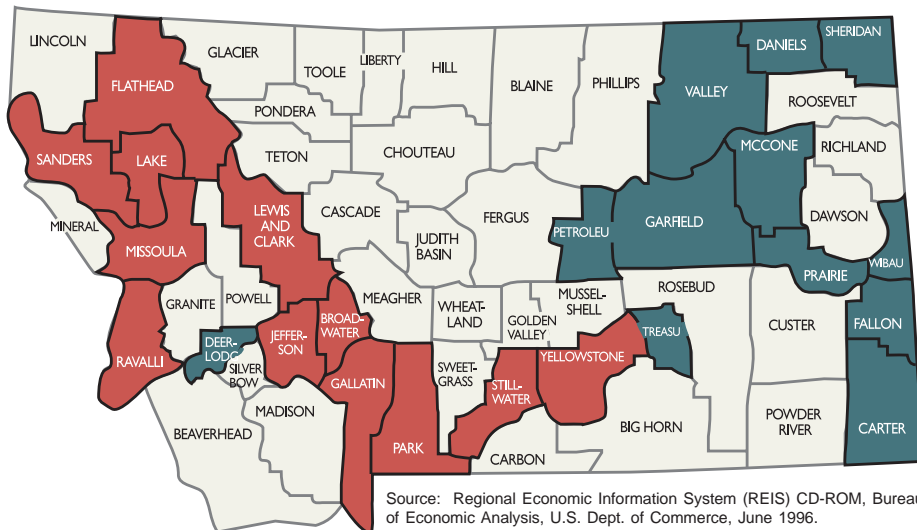 LINCOLN
GLACIER
TOOLE
LIBERTY
HILL
BLAINE
PHILLIPS
VALLEY
DANIELS
SHERIDAN
FLATHEAD
PONDERA
ROOSEVELT
TETON
CHOUTEAU
MCCONE
RICHLAND
SANDERS
LAKE
LEWIS
AND
CLARK
CASCADE
FERGUS
PETROLEU
GARFIELD
DAWSON
MINERAL
MISSOULA
JUDITH
BASIN
PRAIRIE
WIBAU
GRANITE
POWELL
MEAGHER
WHEAT-
LAND
GOLDEN
VALLEY
MUSSEL-
SHELL
ROSEBUD
CUSTER
FALLON
RAVALLI
DEER-
LODG
SILVER
BOW
JEFFER-
SON
BROAD-
WATER
TREASU
GALLATIN
SWEET-
GRASS
STILL-
WATER
YELLOWSTONE
BEAVERHEAD
MADISON
PARK
CARBON
BIG HORN
POWDER
RIVER
CARTER
Source: Regional Economic Information System (REIS) CD-ROM, Bureau
of Economic Analysis, U.S. Dept. of Commerce, June 1996.